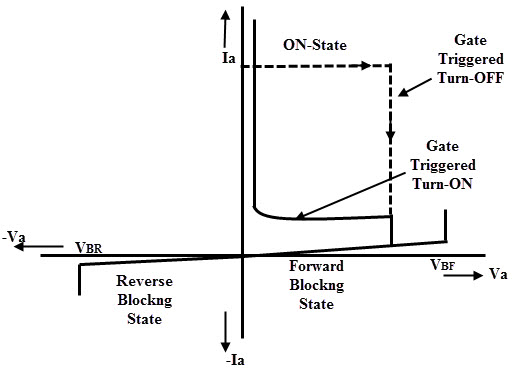 Ia
ON-State
Gate
Triggered
Turn-OFF
Gate
Triggered
Turn-ON
-Va
VBR
Reverse
Blockng
State
Forward
Blockng
State
VBF
Va
-Ia